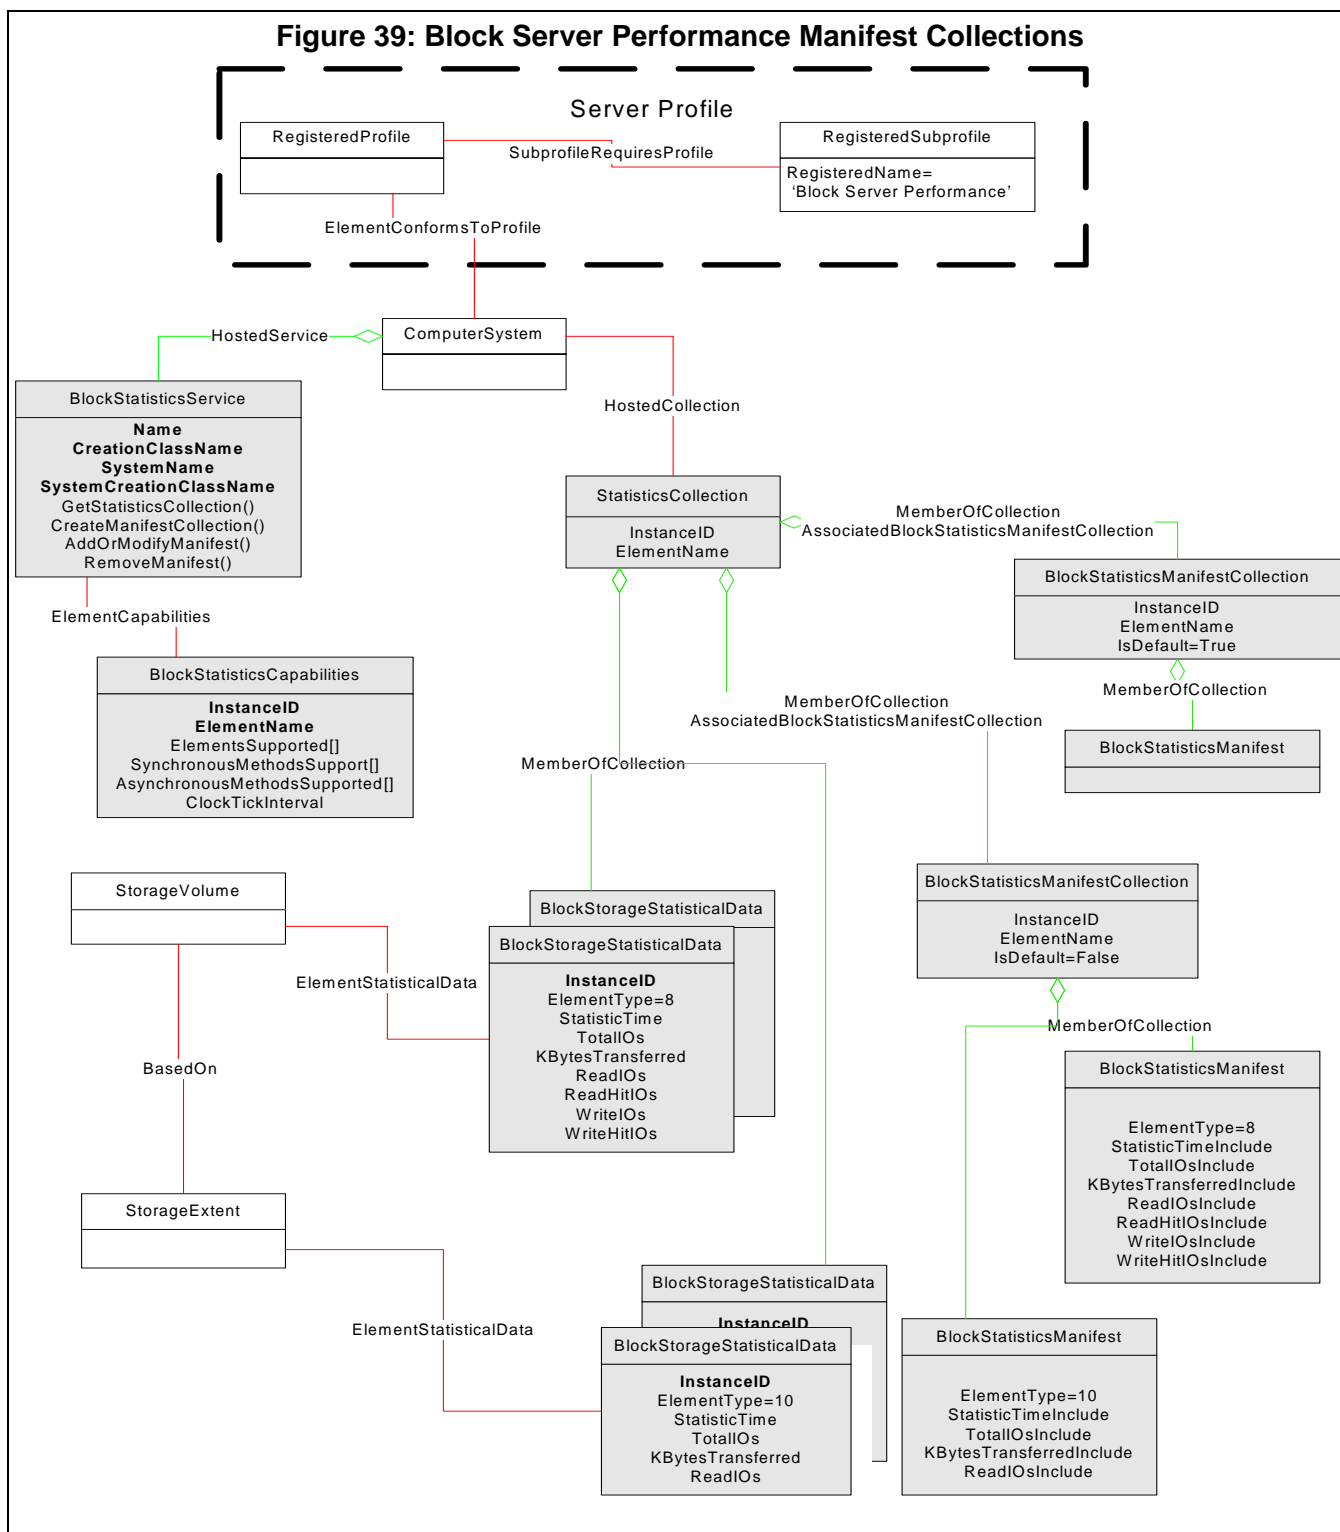 Figure 39: Block Server Performance Manifest Collections
Server Profile
RegisteredProfile
SubprofileRequiresProfile
RegisteredSubprofile
RegisteredName=
'Block Server Performance'
ElementConformsToProfile
HostedService
ComputerSystem
HostedCollection
BlockStatisticsService
Name
CreationClassName
SystemName
SystemCreationClassName
GetStatisticsCollection()
CreateManifestCollection()
AddOrModifyManifest()
RemoveManifest()
StatisticsCollection
InstanceID
ElementName
MemberOfCollection
AssociatedBlockStatisticsManifestCollection
BlockStatisticsManifestCollection
InstanceID
ElementName
IsDefault=True
MemberOfCollection
BlockStatisticsManifest
ElementCapabilities
BlockStatisticsCapabilities
InstanceID
ElementName
ElementsSupported[]
SynchronousMethodsSupport[]
AsynchronousMethodsSupported[]
ClockTickInterval
MemberOfCollection
AssociatedBlockStatisticsManifestCollection
MemberOfCollection
StorageVolume
BlockStorageStatisticalData
BlockStorageStatisticalData
InstanceID
ElementType=8
StatisticTime
TotalIOs
KBytesTransferred
ReadIOs
ReadHitIOs
WriteIOs
WriteHitIOs
ElementStatisticalData
BlockStatisticsManifestCollection
InstanceID
ElementName
IsDefault=False
MemberOfCollection
BlockStatisticsManifest
ElementType=8
StatisticTimeInclude
TotalIOsInclude
KBytesTransferredInclude
ReadIOsInclude
ReadHitIOsInclude
WriteIOsInclude
WriteHitIOsInclude
BasedOn
StorageExtent
ElementStatisticalData
BlockStorageStatisticalData
InstanceID
BlockStorageStatisticalData
InstanceID
ElementType=10
StatisticTime
TotalIOs
KBytesTransferred
ReadIOs
BlockStatisticsManifest
ElementType=10
StatisticTimeInclude
TotalIOsInclude
KBytesTransferredInclude
ReadIOsInclude